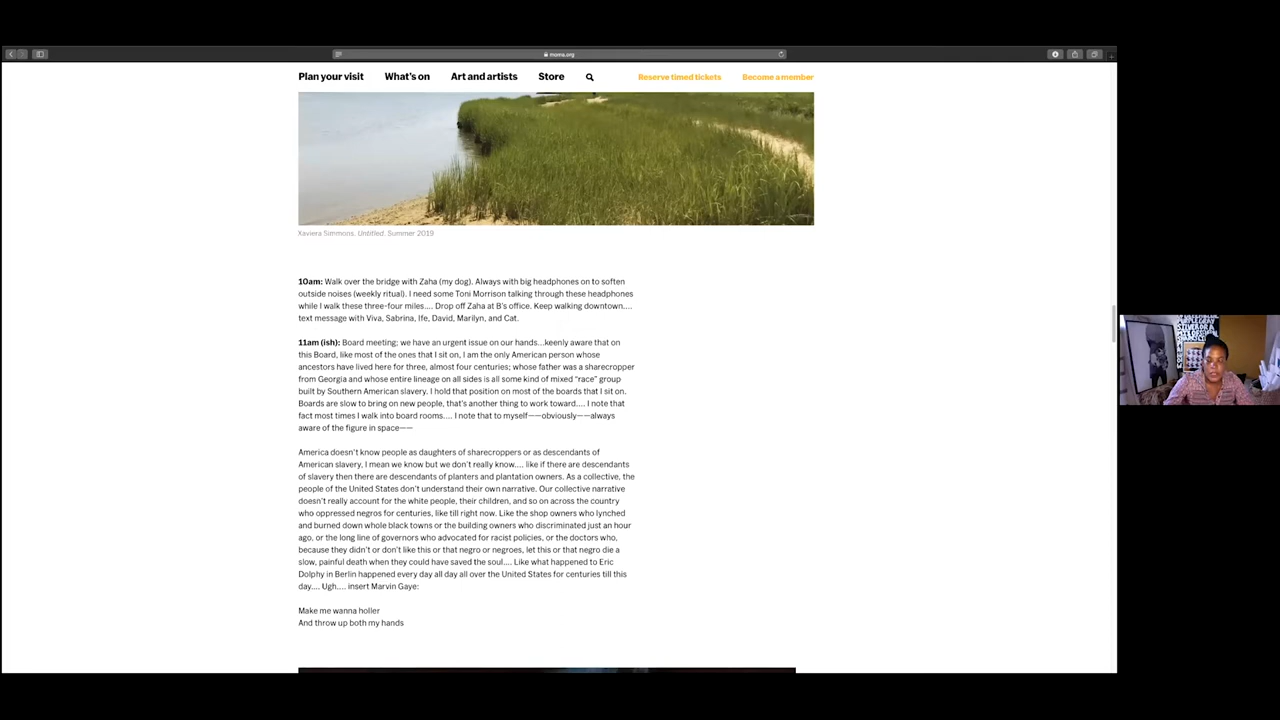 moma.org
Plan your visit What's on Art and artists Store Reserve timed tickets Become a member
Xaviera Simmons. Untitled. Summer 2019
10am: Walk over the bridge with Zaha (my dog). Always with big headphones on to soften
outside noises (weekly ritual). I need some Toni Morrison talking through these headphones
while I walk these three-four miles.... Drop off Zaha at B's office. Keep walking downtown....
text message with Viva, Sabrina, Ife, David, Marilyn, and Cat.
11am (ish): Board meeting; we have an urgent issue on our hands...keenly aware that on
this Board, like most of the ones that I sit on, I am the only American person whose
ancestors have lived here for three, almost four centuries; whose father was a sharecropper
from Georgia and whose entire lineage on all sides is all some kind of mixed “race” group
built by Southern American slavery. I hold that position on most of the boards that I sit on.
Boards are slow to bring on new people, that's another thing to work toward.... I note that
fact most times I walk into board rooms.... I note that to myself——obviously——always
aware of the figure in space——
America doesn't know people as daughters of sharecroppers or as descendants of
American slavery, I mean we know but we don't really know.... like if there are descendants
of slavery then there are descendants of planters and plantation owners. As a collective, the
people of the United States don't understand their own narrative. Our collective narrative
doesn't really account for the white people, their children, and so on across the country
who oppressed negros for centuries, like till right now. Like the shop owners who lynched
and burned down whole black towns or the building owners who discriminated just an hour
ago, or the long line of governors who advocated for racist policies, or the doctors who,
because they didn't or don't like this or that negro or negroes, let this or that negro die a
slow, painful death when they could have saved the soul.... Like what happened to Eric
Dolphy in Berlin happened every day all day all over the United States for centuries till this
day.... Ugh.... insert Marvin Gaye:
Make me wanna holler
And throw up both my hands